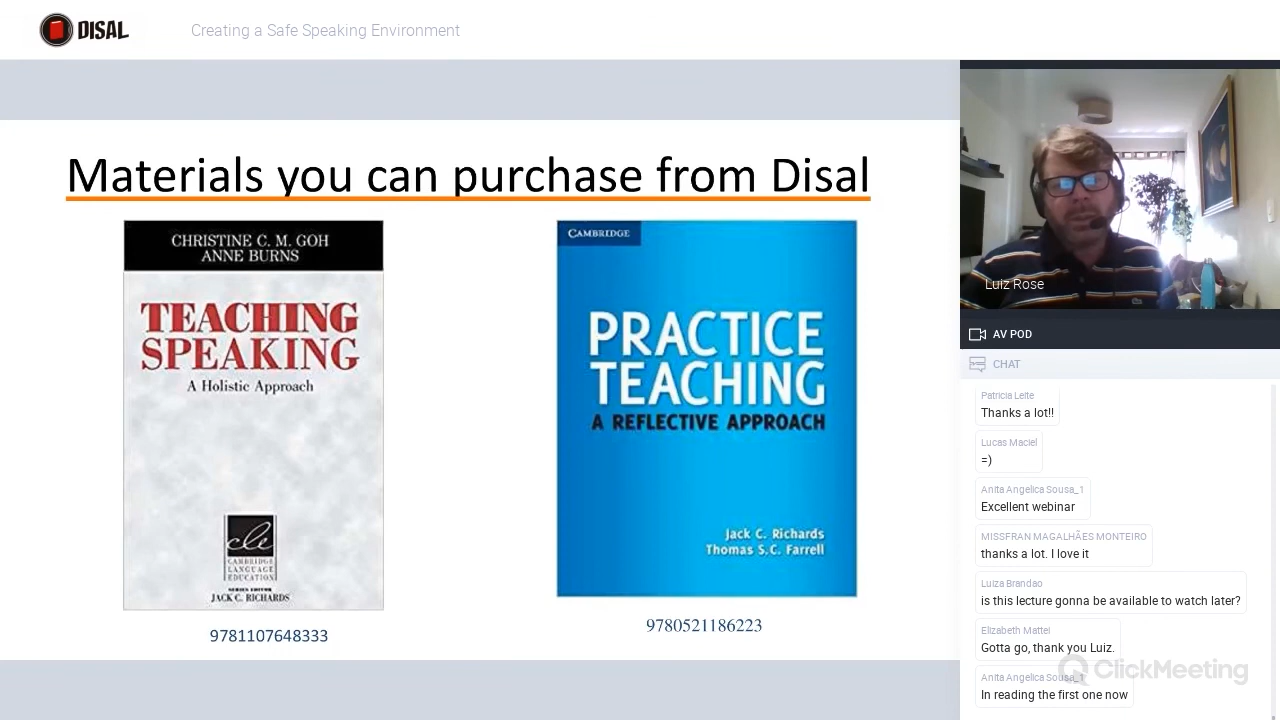 DISAL
Creating a Safe Speaking Environment
Materials you can purchase from Disal
CHRISTINE C. M. GOH
ANNE BURNS
TEACHING
SPEAKING
A Holistic Approach
cle
CAMBRIDGE
LANGUAGE
EDUCATION
SERIES EDITOR
JACK C. RICHARDS
9781107648333
CAMBRIDGE
PRACTICE
TEACHING
A REFLECTIVE APPROACH
Jack C. Richards
Thomas S.C. Farrell
9780521186223
Luiz Rose
AV POD
CHAT
Patricia Leite
Thanks a lot!!
Lucas Maciel
=)
Anita Angelica Sousa_1
Excellent webinar
MISSFRAN MAGALHÃES MONTEIRO
thanks a lot. I love it
Luiza Brandao
is this lecture gonna be available to watch later?
Elizabeth Mattei
Gotta go, thank you Luiz.
Anita Angelica Sousa_1
In reading the first one now
ClickMeeting